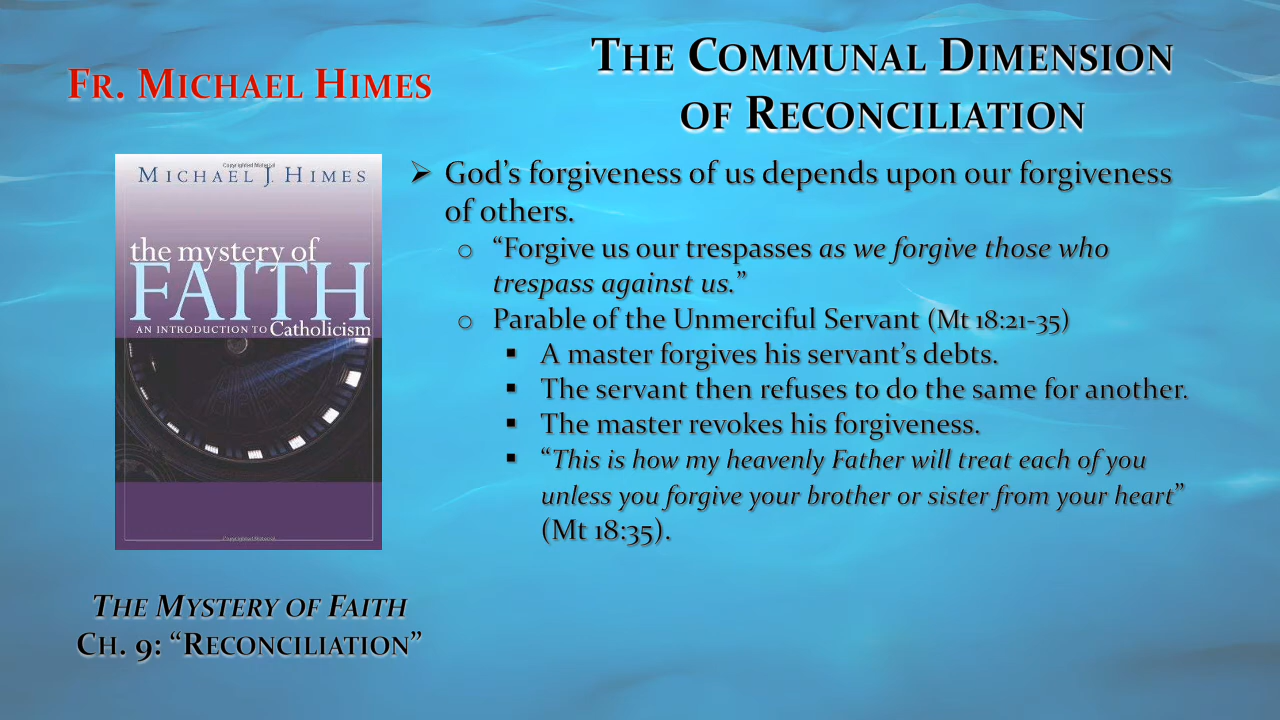 FR. MICHAEL HIMES
THE COMMUNAL DIMENSION
OF RECONCILIATION
Copyrighted Material
MICHAEL J. HIMES
the mystery of
FAITH
AN INTRODUCTION TO Catholicism
Copyrighted Material
THE MYSTERY OF FAITH
CH. 9: “RECONCILIATION”
➢ God’s forgiveness of us depends upon our forgiveness
of others.
o “Forgive us our trespasses as we forgive those who
trespass against us.”
o Parable of the Unmerciful Servant (Mt 18:21-35)
▪ A master forgives his servant’s debts.
▪ The servant then refuses to do the same for another.
▪ The master revokes his forgiveness.
▪ “This is how my heavenly Father will treat each of you
unless you forgive your brother or sister from your heart”
(Mt 18:35).